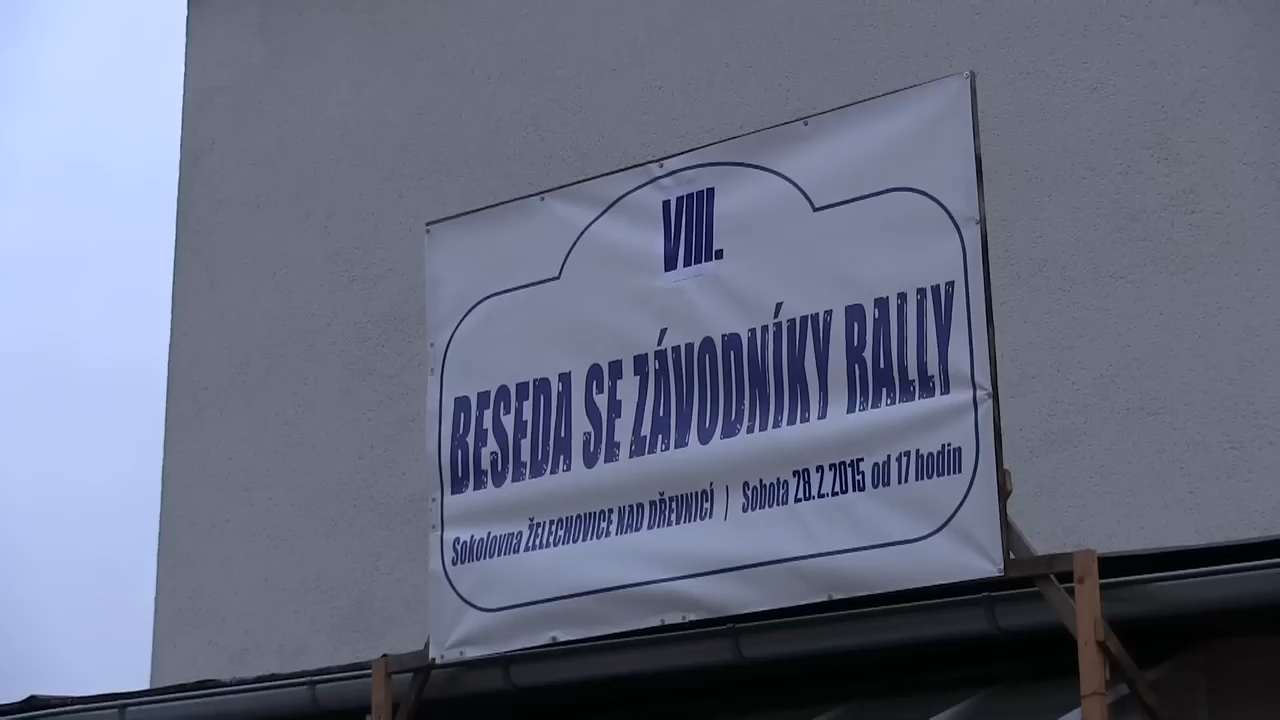 VIII.
BESEDA SE ZÁVODNÍKY RALLY
Sokolovna ŽELECHOVICE NAD DŘEVNICÍ | Sobota 28.2.2015 od 17 hodin